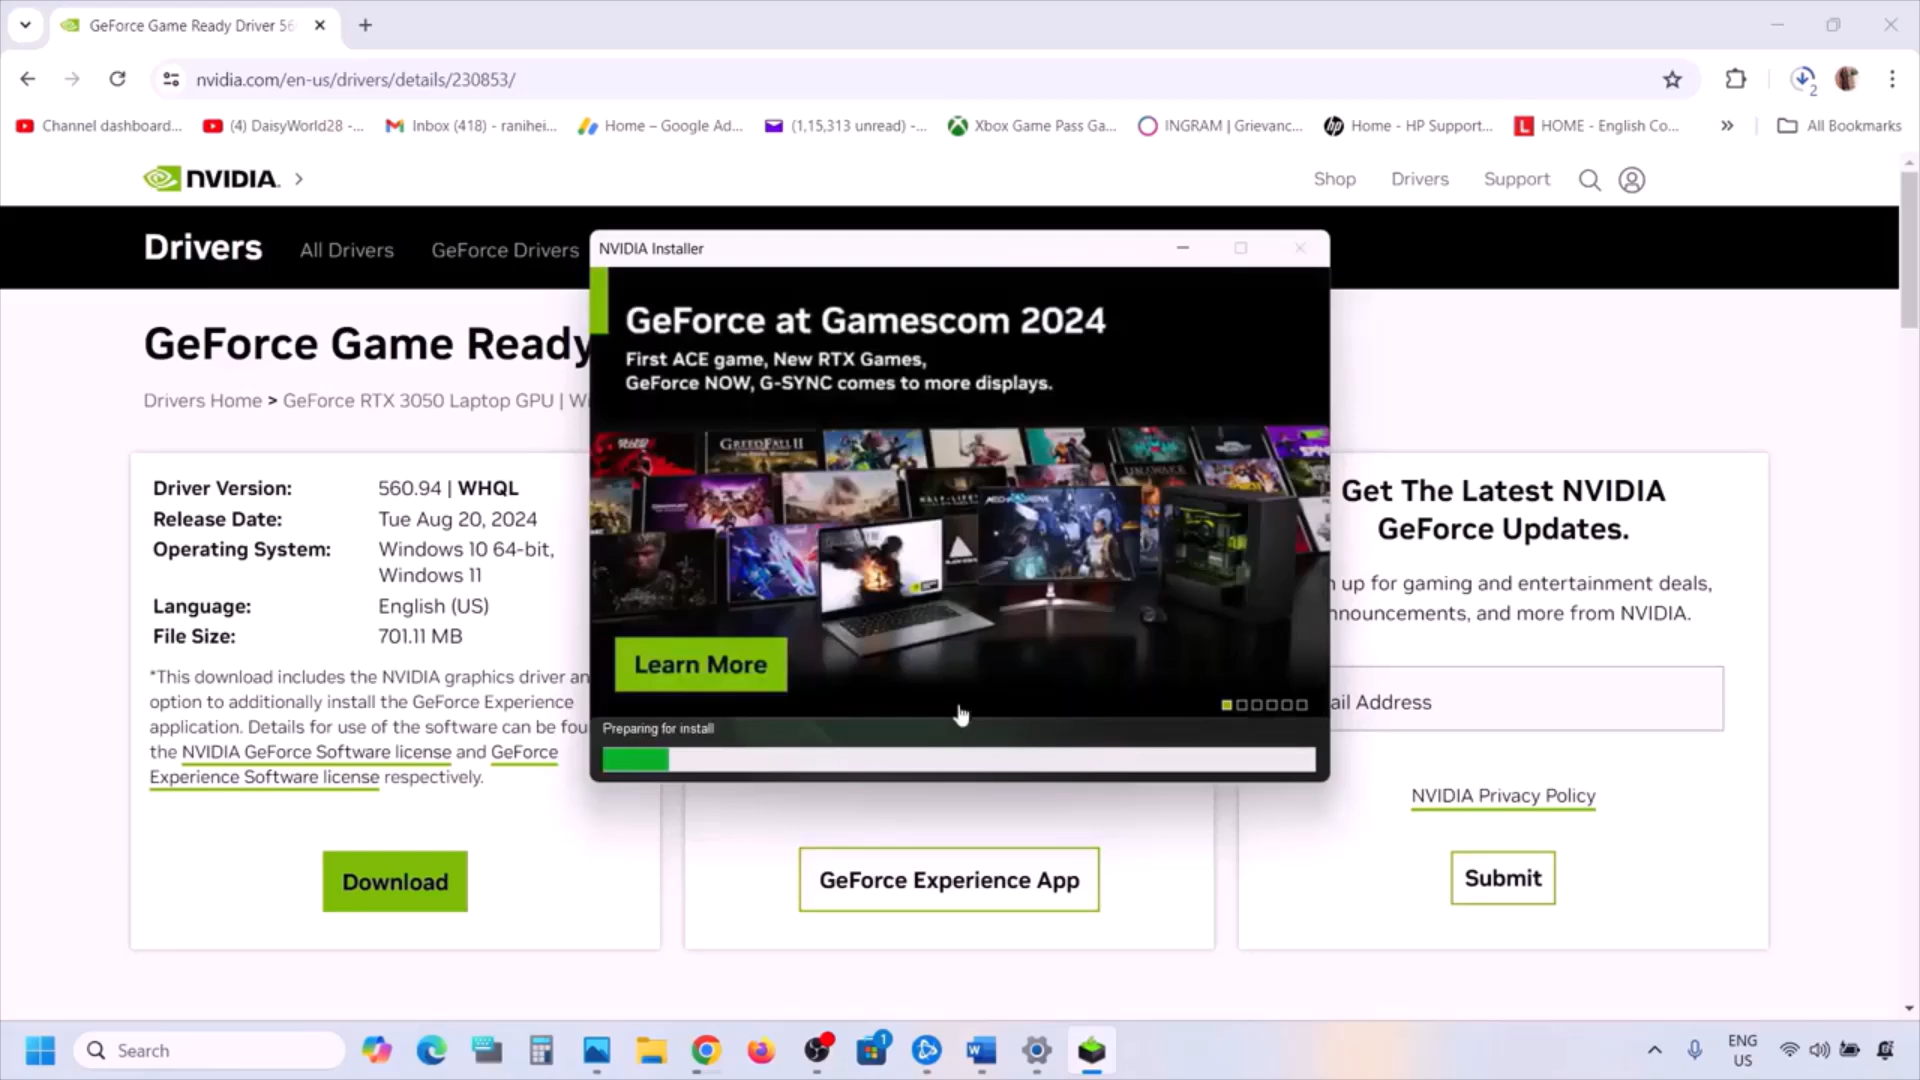 GeForce Game Ready Driver 56
nvidia.com/en-us/drivers/details/230853/
2
Channel dashboard...
(4) DaisyWorld28 -...
Inbox (418) - ranihei...
Home – Google Ad...
(1,15,313 unread) -...
Xbox Game Pass Ga...
INGRAM | Grievanc...
Home - HP Support...
HOME - English Co...
»
All Bookmarks
NVIDIA.
Shop
Drivers
Support
Drivers
All Drivers
GeForce Drivers
NVIDIA Installer
GeForce at Gamescom 2024
First ACE game, New RTX Games,
GeForce NOW, G-SYNC comes to more displays.
GREEDFALL II
Learn More
Preparing for install
GeForce Game Ready
Drivers Home > GeForce RTX 3050 Laptop GPU | Wi
Driver Version: 560.94 | WHQL
Release Date: Tue Aug 20, 2024
Operating System: Windows 10 64-bit,
Windows 11
Language: English (US)
File Size: 701.11 MB
*This download includes the NVIDIA graphics driver an
option to additionally install the GeForce Experience
application. Details for use of the software can be fou
the NVIDIA GeForce Software license and GeForce
Experience Software license respectively.
Download
GeForce Experience App
Get The Latest NVIDIA
GeForce Updates.
n up for gaming and entertainment deals,
nnouncements, and more from NVIDIA.
ail Address
NVIDIA Privacy Policy
Submit
Search
1
ENG
US